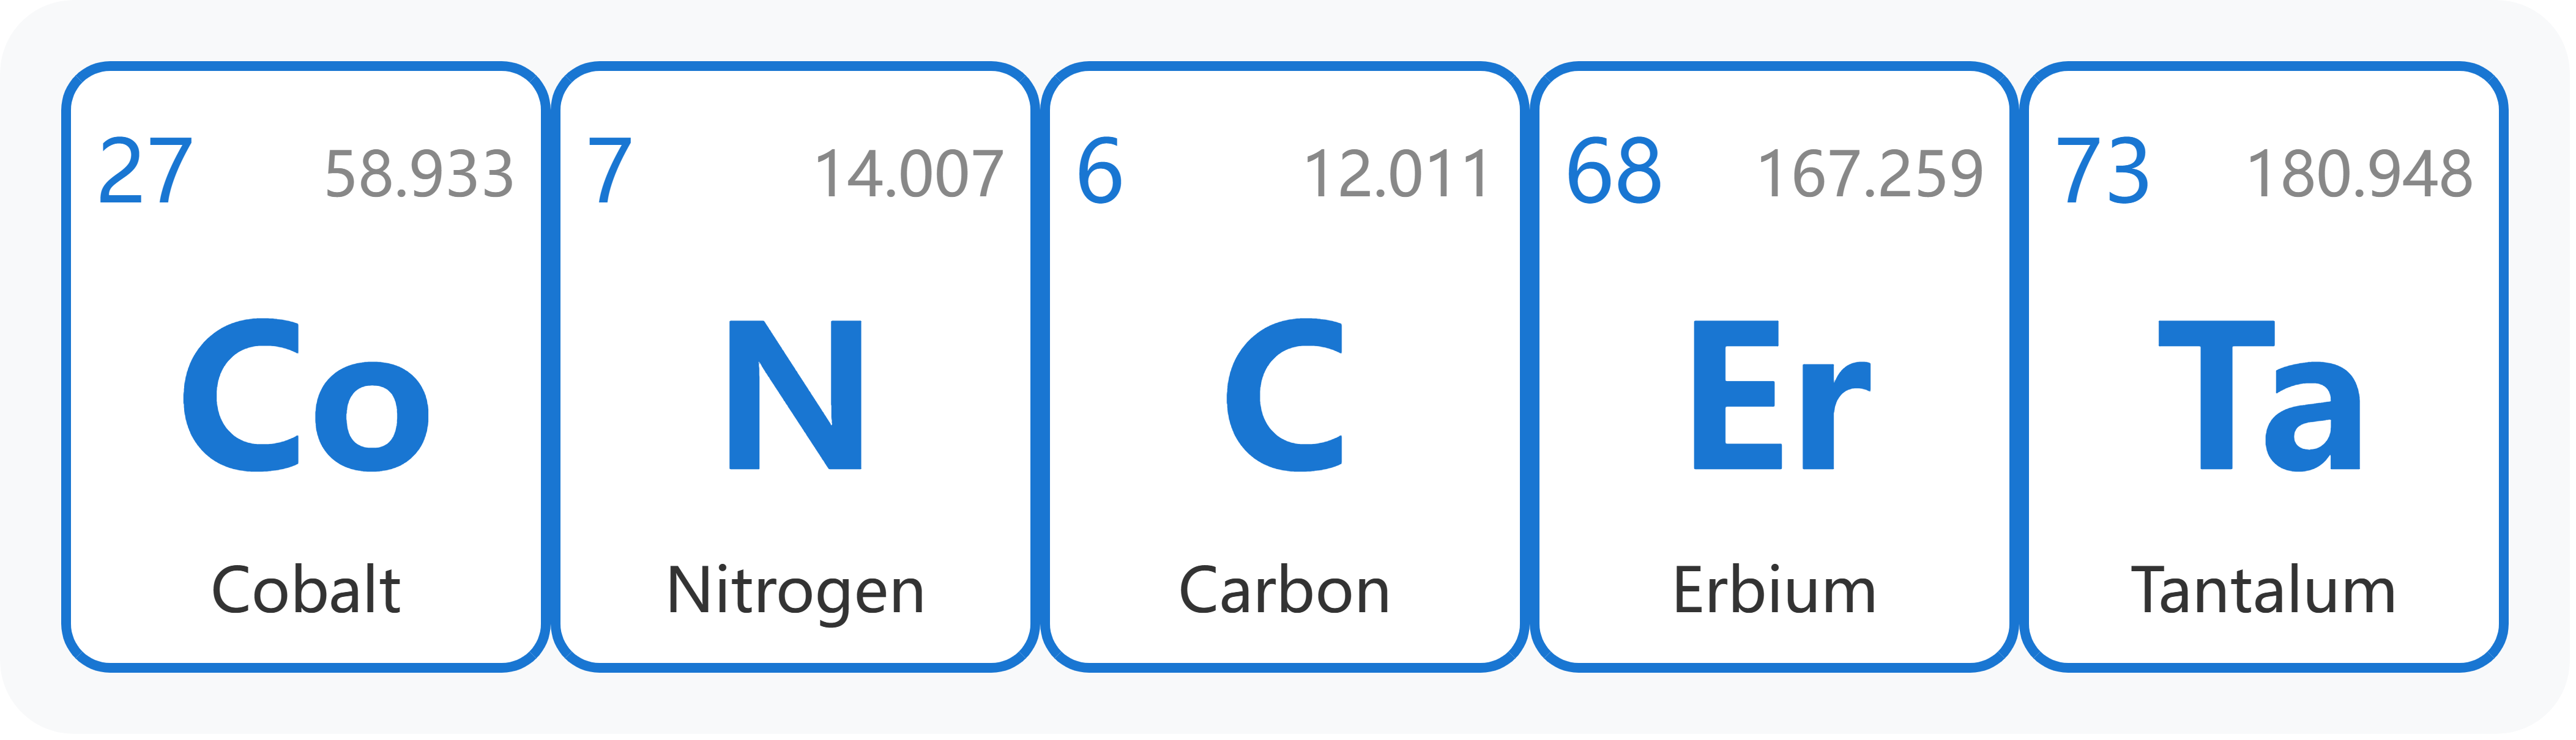 27 58.933
Co
Cobalt
7 14.007
N
Nitrogen
6 12.011
C
Carbon
68 167.259
Er
Erbium
73 180.948
Ta
Tantalum